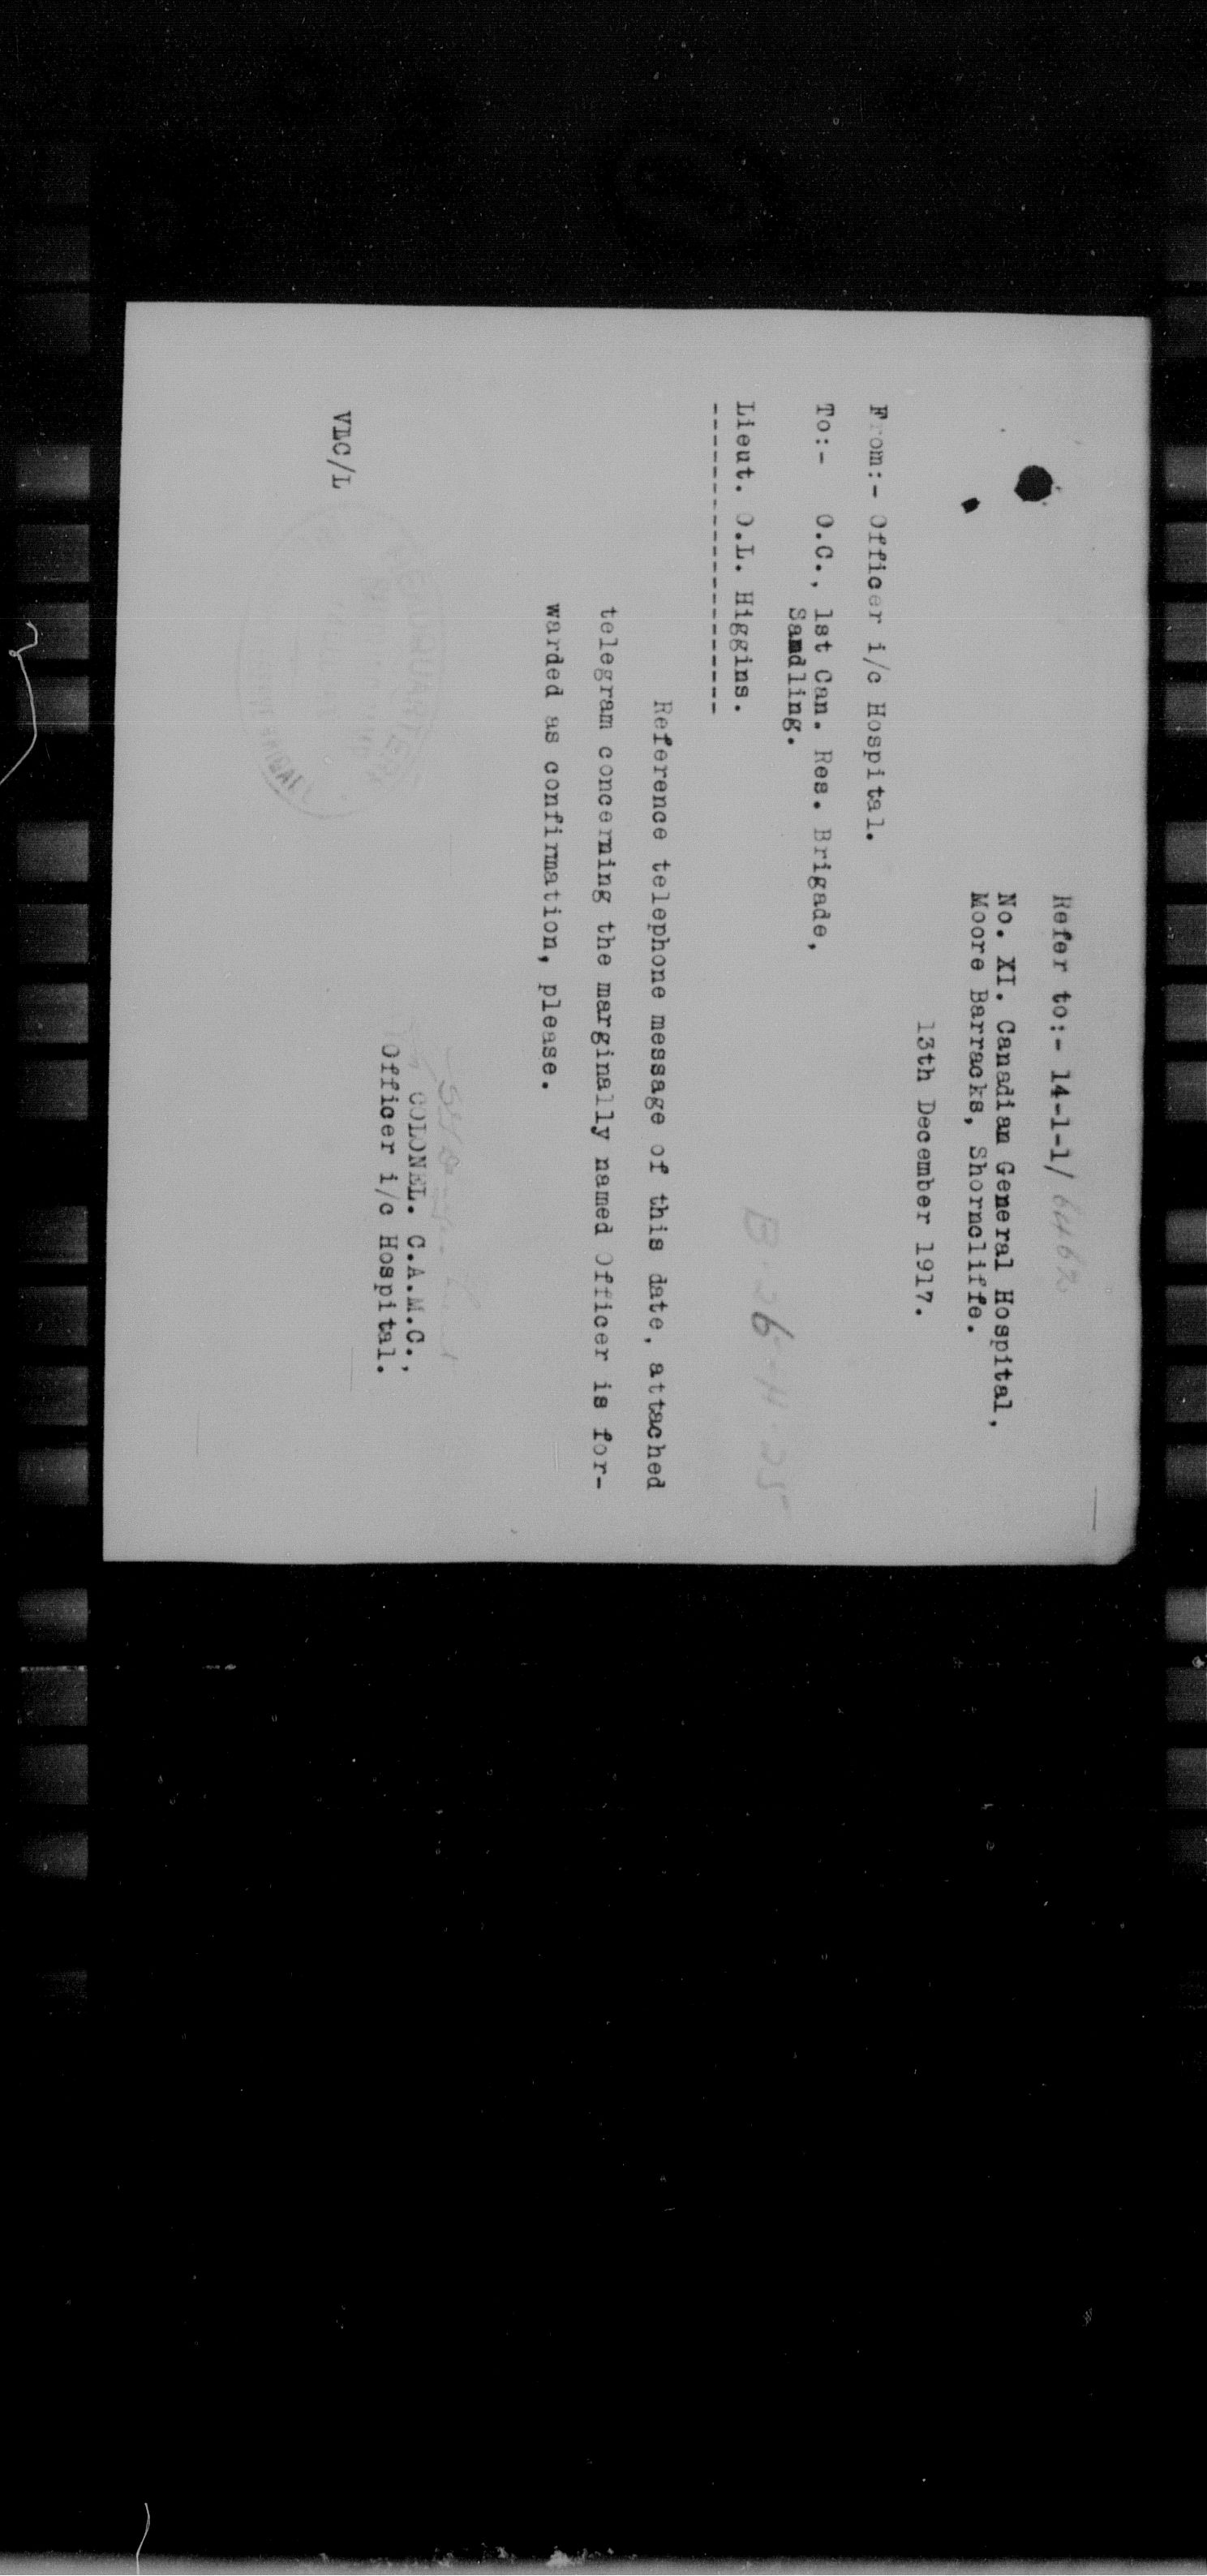 Refer to:- 14-1-1/
No. XI. Canadian General Hospital,
Moore Barracks, Shorncliffe.
13th December 1917.
From:- Officer i/c Hospital.
To:- O.C., 1st Can. Res. Brigade,
Sandling.
Lieut. O.L. Higgins.
-----------------------
Reference telephone message of this date, attached
telegram concerning the marginally named Officer is for-
warded as confirmation, please.
COLONEL. C.A.M.C.,
Officer i/c Hospital.
VLC/L